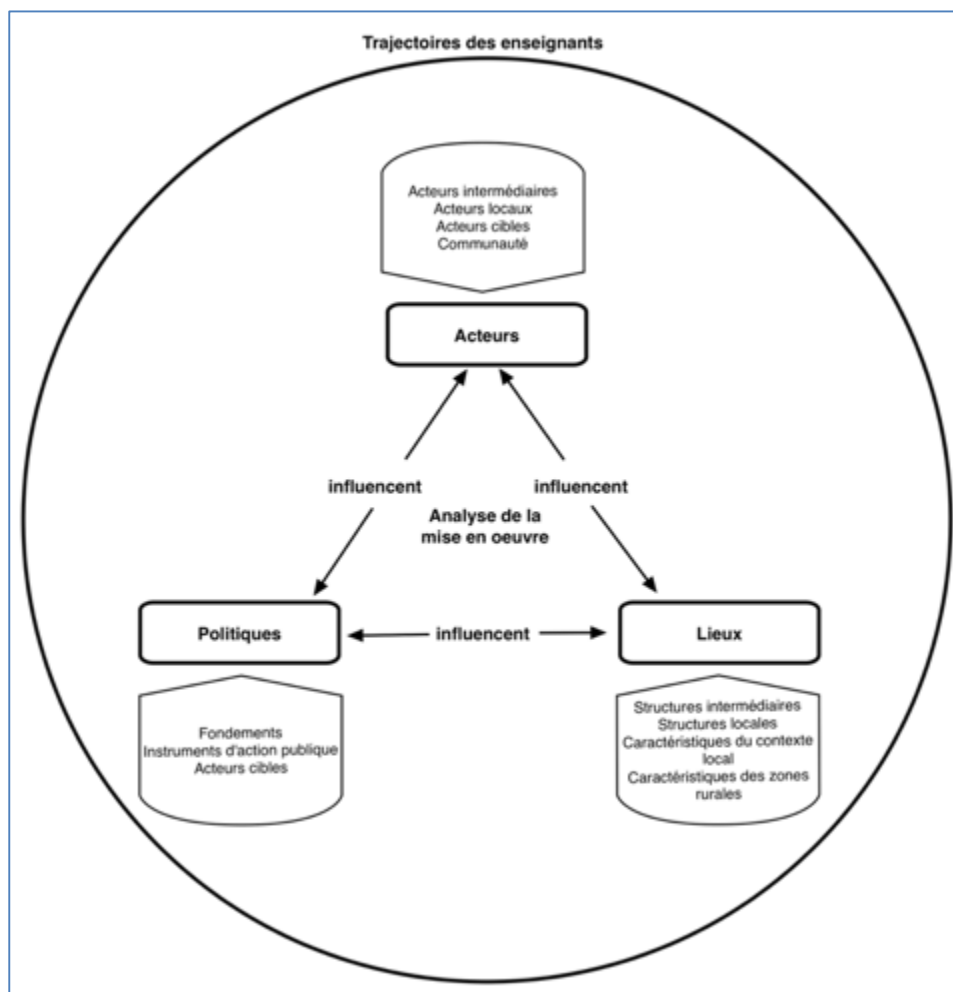 Trajectoires des enseignants
Acteurs intermédiaires
Acteurs locaux
Acteurs cibles
Communauté
Acteurs
influencent
influencent
Analyse de la
mise en oeuvre
Politiques
influencent
Lieux
Fondements
Instruments d'action publique
Acteurs cibles
Structures intermédiaires
Structures locales
Caractéristiques du contexte
local
Caractéristiques des zones
rurales